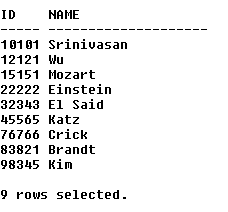 ID    NAME
----- --------------------
10101 Srinivasan
12121 Wu
15151 Mozart
22222 Einstein
32343 El Said
45565 Katz
76766 Crick
83821 Brandt
98345 Kim
9 rows selected.